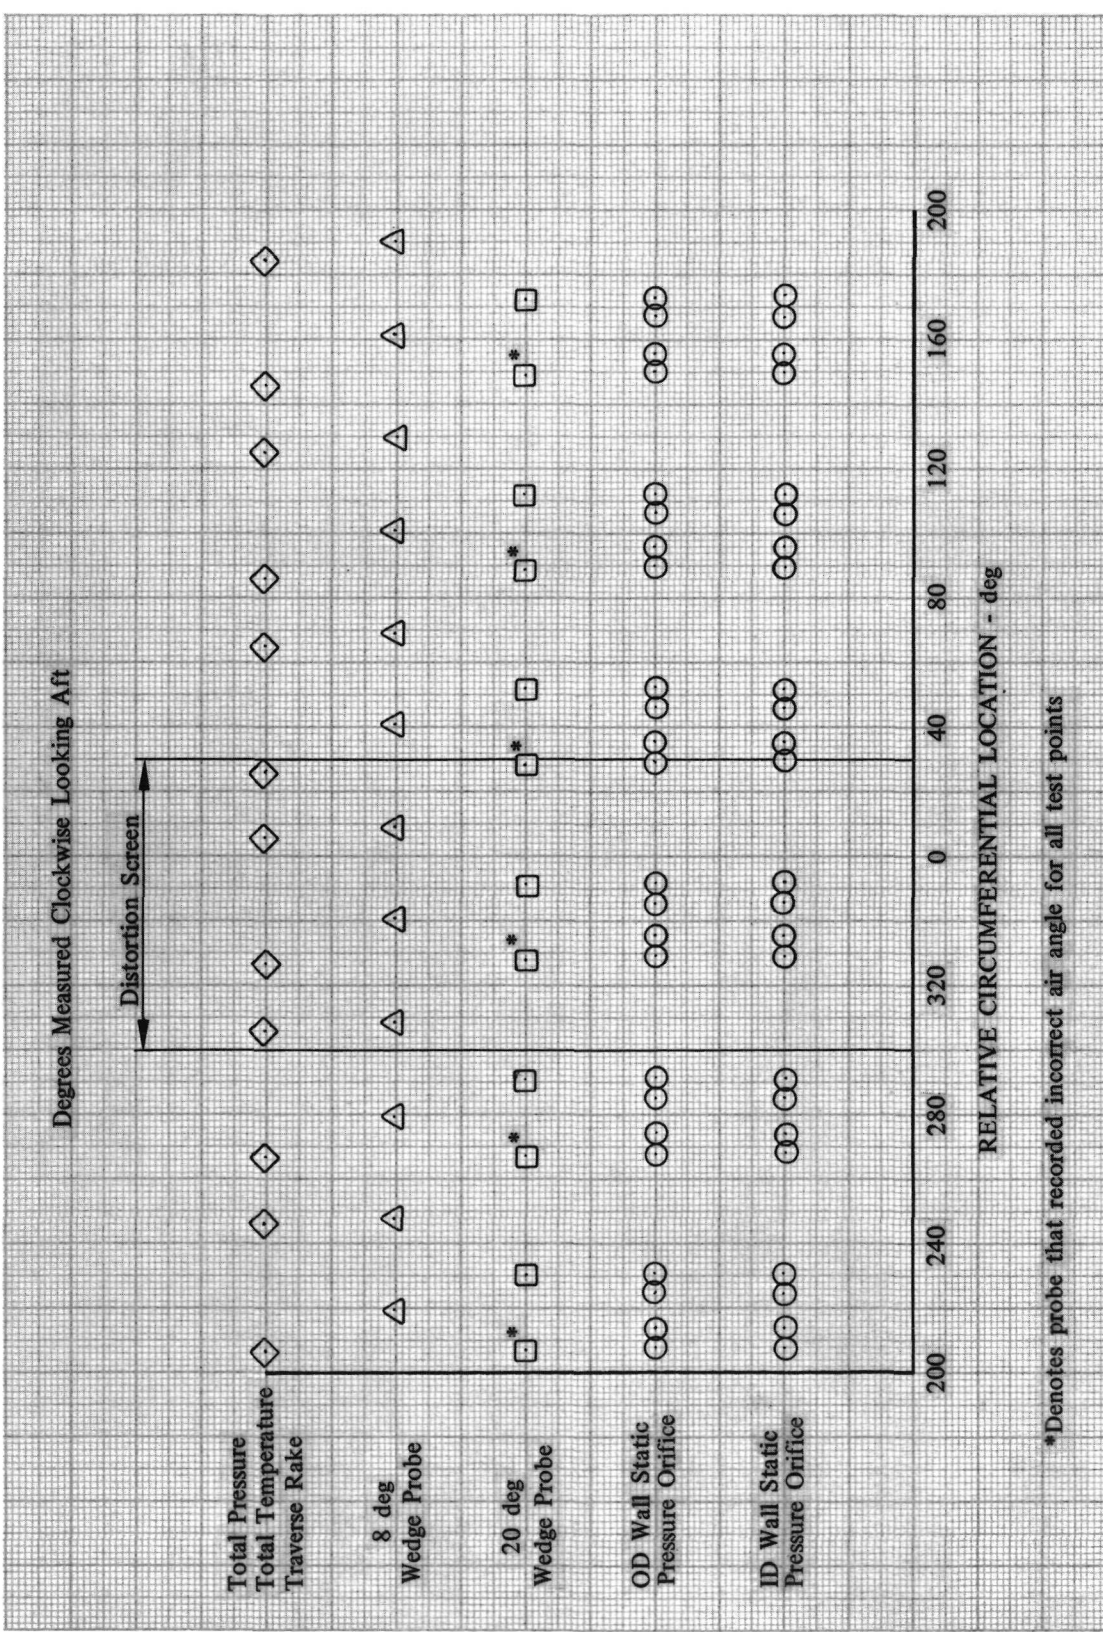 Degrees Measured Clockwise Looking Aft
Distortion Screen
Total Pressure
Total Temperature
Traverse Rake
8 deg
Wedge Probe
20 deg
Wedge Probe
*
*
*
*
*
*
OD Wall Static
Pressure Orifice
ID Wall Static
Pressure Orifice
200
240
280
320
0
40
80
120
160
200
RELATIVE CIRCUMFERENTIAL LOCATION - deg
*Denotes probe that recorded incorrect air angle for all test points